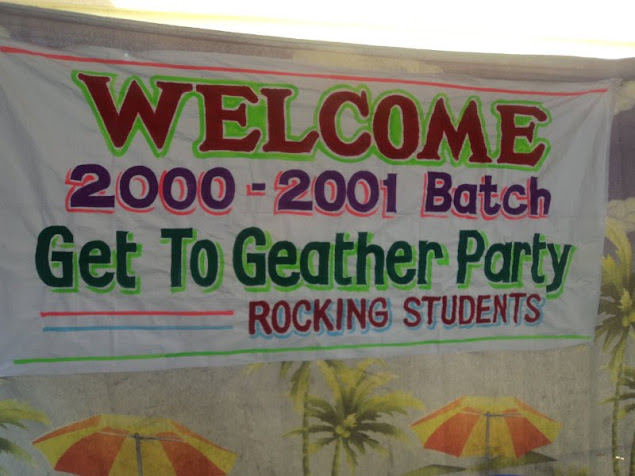 WELCOME
2000 - 2001 Batch
Get To Geather Party
ROCKING STUDENTS